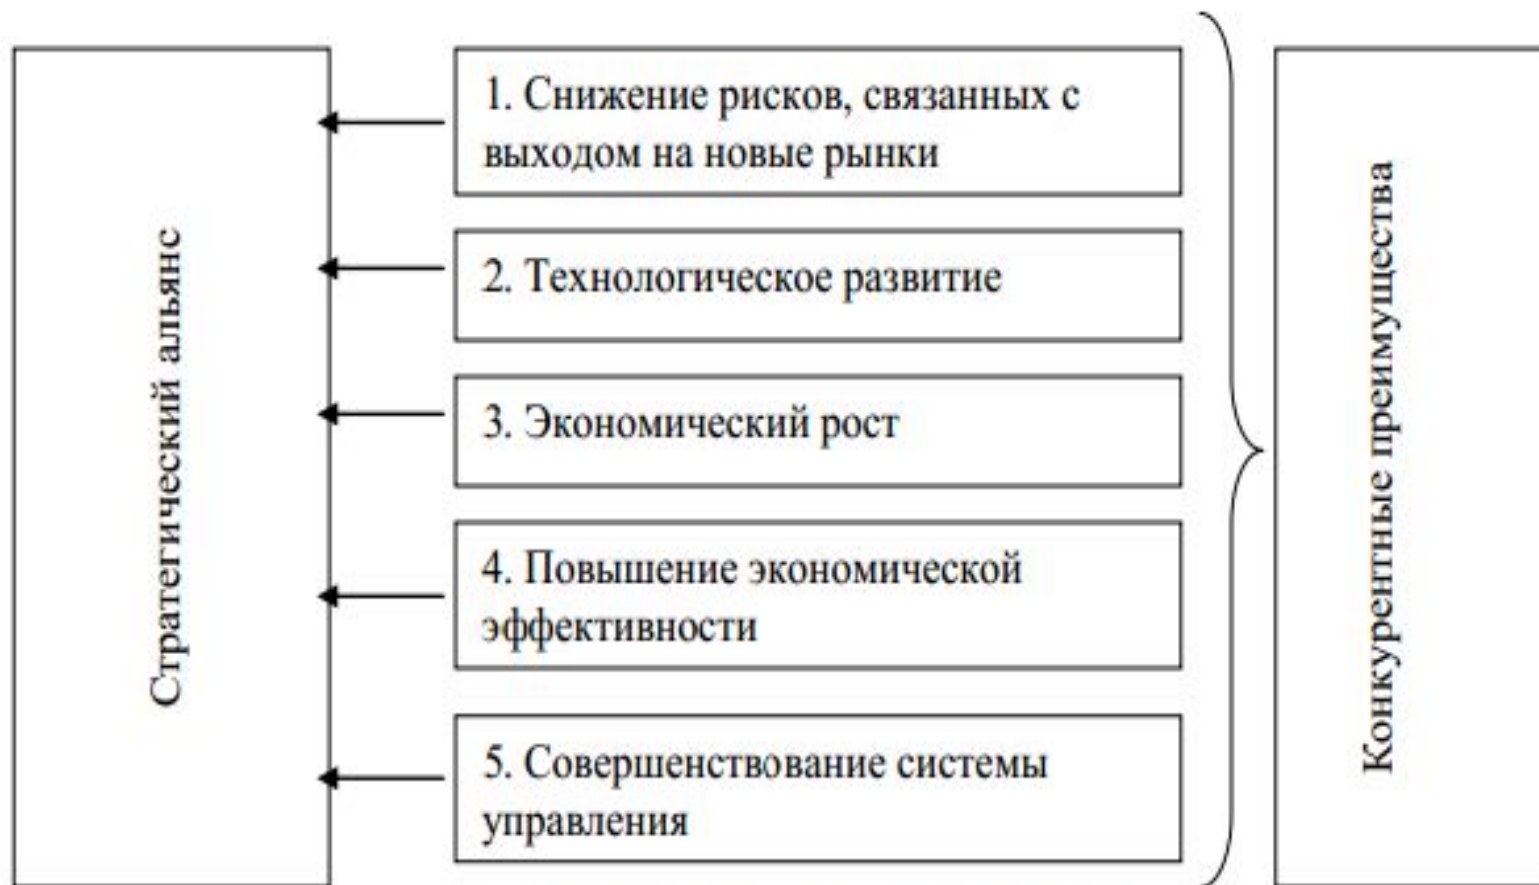 Стратегический альянс
1. Снижение рисков, связанных с
выходом на новые рынки
2. Технологическое развитие
3. Экономический рост
4. Повышение экономической
эффективности
5. Совершенствование системы
управления
Конкурентные преимущества